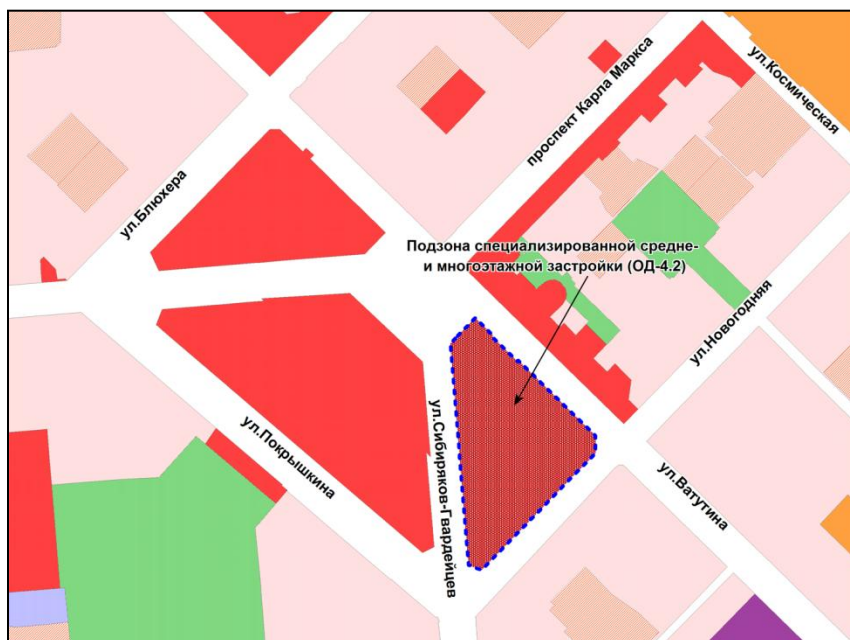 проспект Карла Маркса
ул.Космическая
ул.Блюхера
Подзона специализированной средне-
и многоэтажной застройки (ОД-4.2)
ул.Новогодняя
ул.Покрышкина
ул.Сибиряков-Гвардейцев
ул.Ватутина